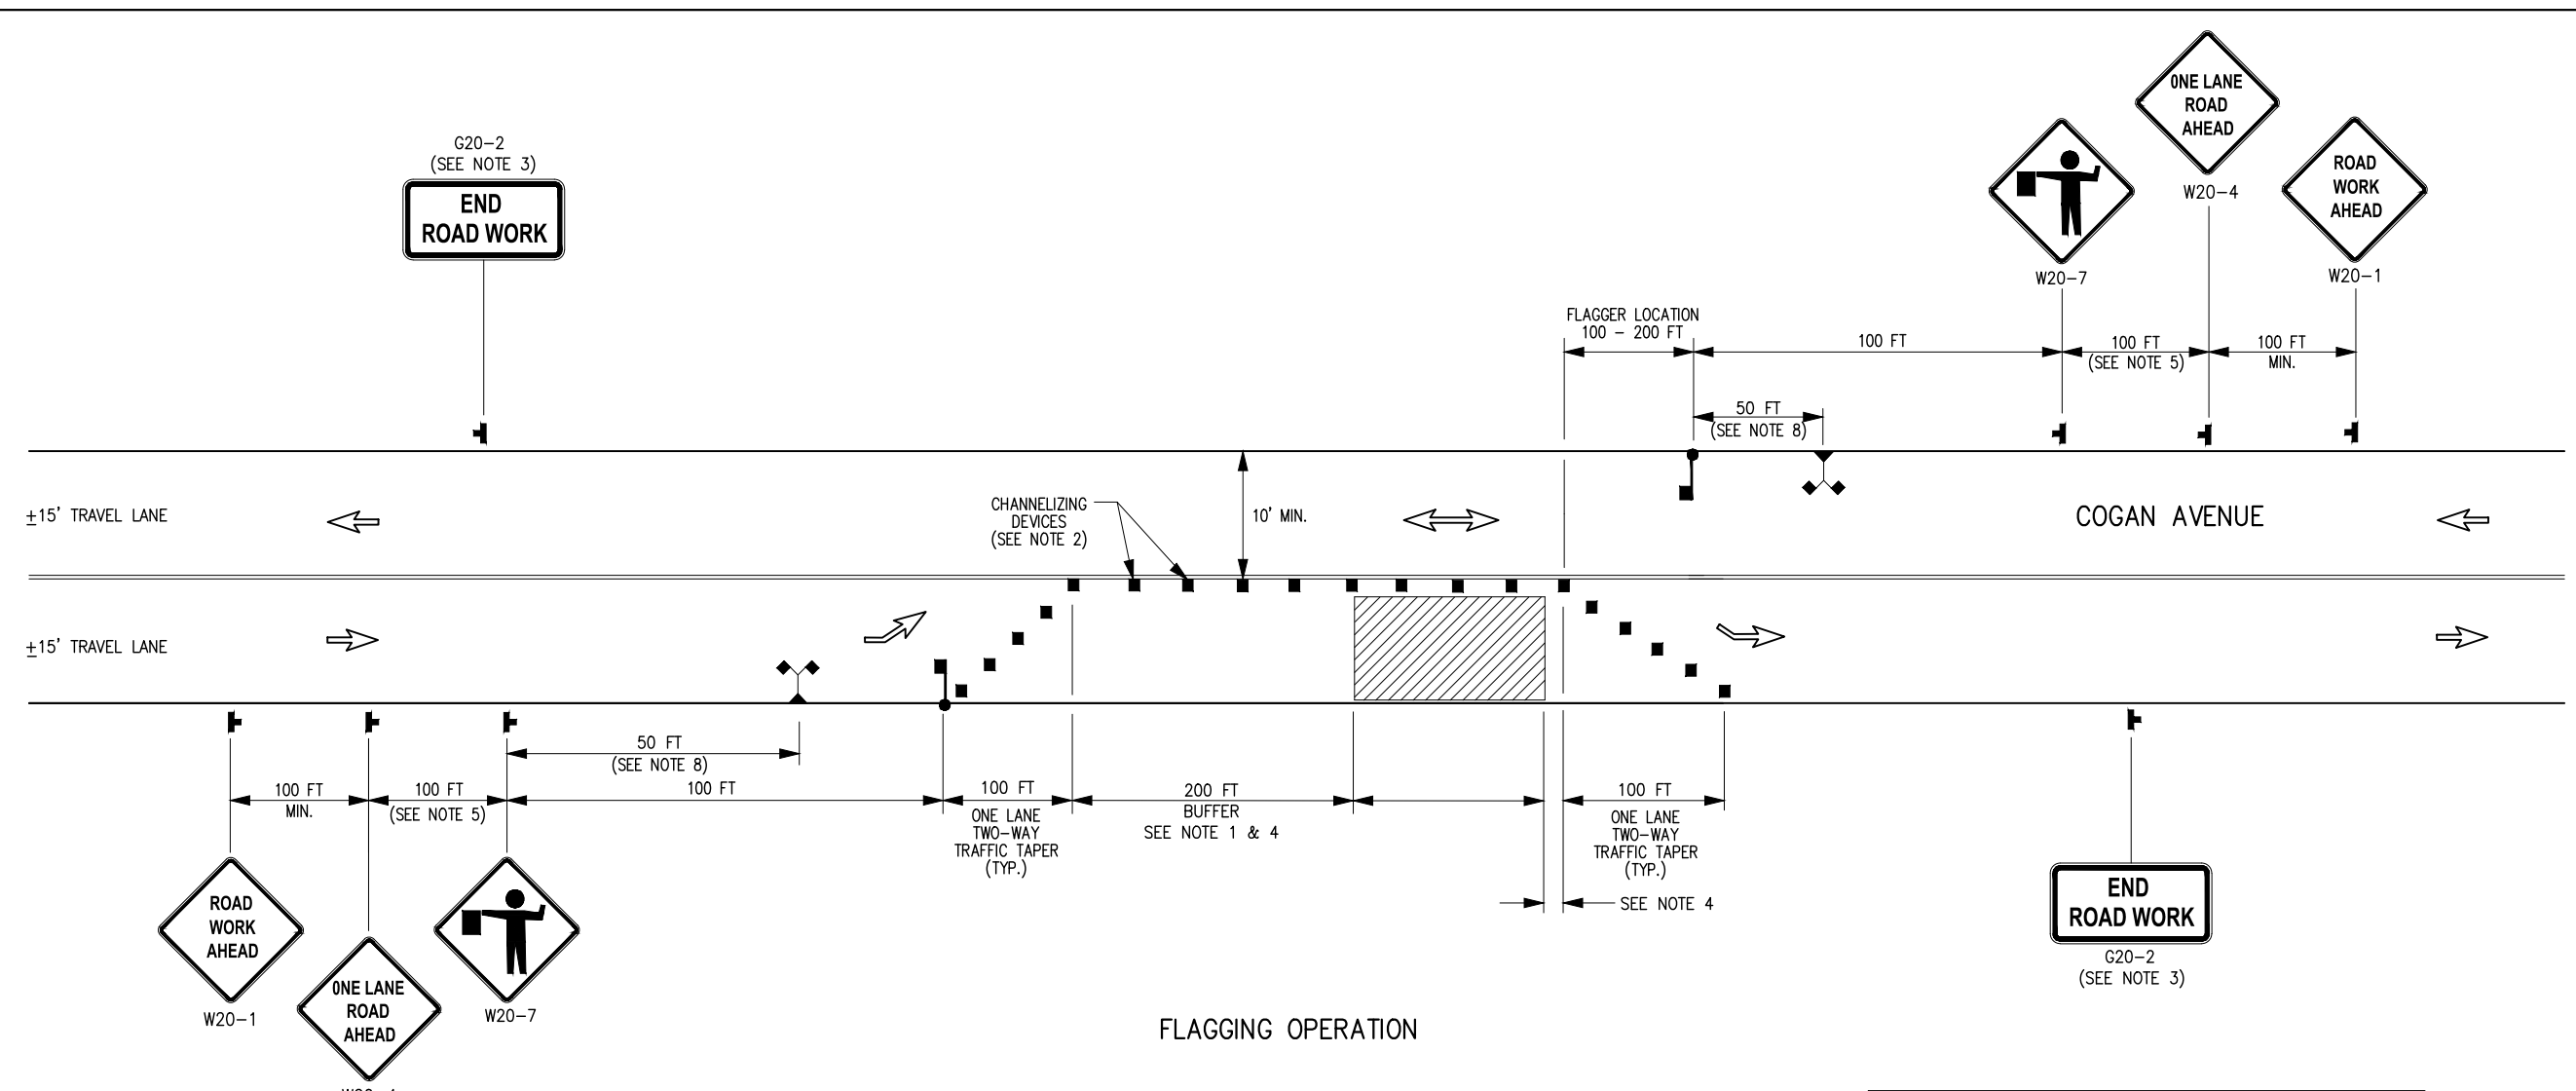 G20-2
(SEE NOTE 3)
END
ROAD WORK
ONE LANE
ROAD
AHEAD
W20-4
ROAD
WORK
AHEAD
W20-1
W20-7
FLAGGER LOCATION
100 - 200 FT
100 FT
100 FT
(SEE NOTE 5)
100 FT
MIN.
50 FT
(SEE NOTE 8)
±15' TRAVEL LANE
CHANNELIZING
DEVICES
(SEE NOTE 2)
10' MIN.
COGAN AVENUE
±15' TRAVEL LANE
50 FT
(SEE NOTE 8)
100 FT
MIN.
100 FT
(SEE NOTE 5)
100 FT
100 FT
ONE LANE
TWO-WAY
TRAFFIC TAPER
(TYP.)
200 FT
BUFFER
SEE NOTE 1 & 4
100 FT
ONE LANE
TWO-WAY
TRAFFIC TAPER
(TYP.)
SEE NOTE 4
ROAD
WORK
AHEAD
W20-1
ONE LANE
ROAD
AHEAD
W20-7
END
ROAD WORK
G20-2
(SEE NOTE 3)
FLAGGING OPERATION